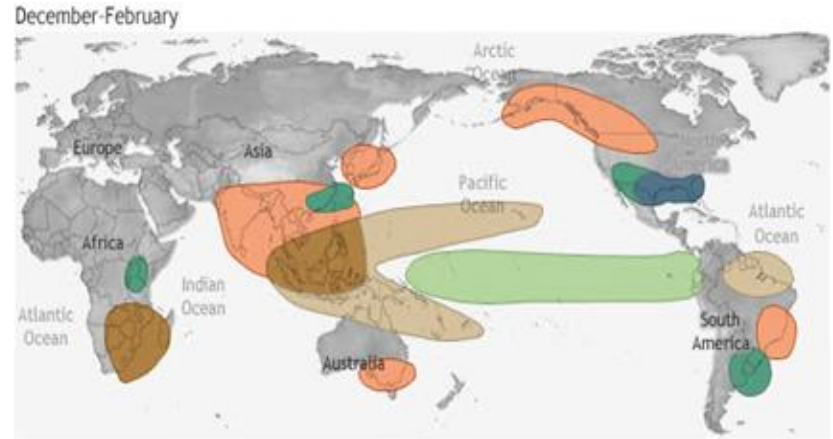 December-February
Arctic
Ocean
Europe
Asia
Pacific
Ocean
Atlantic
Ocean
Africa
Indian
Ocean
Atlantic
Ocean
South
America
Australia